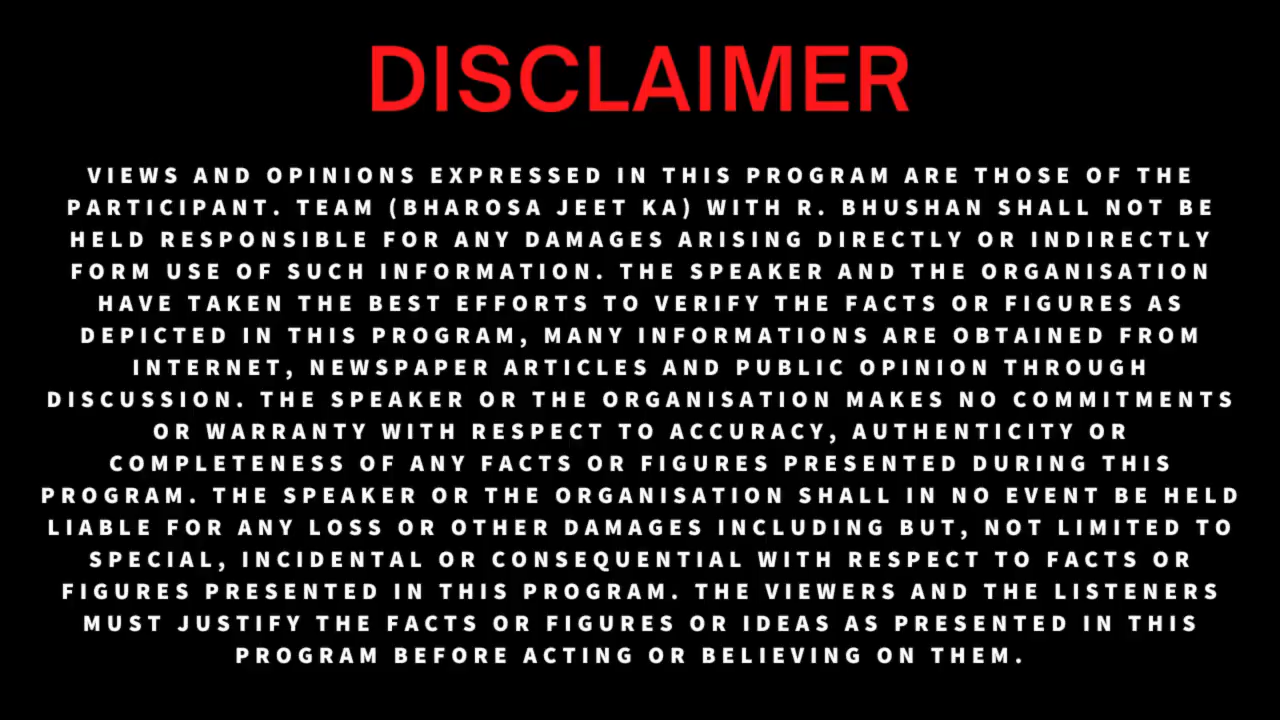 DISCLAIMER
VIEWS AND OPINIONS EXPRESSED IN THIS PROGRAM ARE THOSE OF THE
PARTICIPANT. TEAM (BHAROSA JEET KA) WITH R. BHUSHAN SHALL NOT BE
HELD RESPONSIBLE FOR ANY DAMAGES ARISING DIRECTLY OR INDIRECTLY
FORM USE OF SUCH INFORMATION. THE SPEAKER AND THE ORGANISATION
HAVE TAKEN THE BEST EFFORTS TO VERIFY THE FACTS OR FIGURES AS
DEPICTED IN THIS PROGRAM, MANY INFORMATIONS ARE OBTAINED FROM
INTERNET, NEWSPAPER ARTICLES AND PUBLIC OPINION THROUGH
DISCUSSION. THE SPEAKER OR THE ORGANISATION MAKES NO COMMITMENTS
OR WARRANTY WITH RESPECT TO ACCURACY, AUTHENTICITY OR
COMPLETENESS OF ANY FACTS OR FIGURES PRESENTED DURING THIS
PROGRAM. THE SPEAKER OR THE ORGANISATION SHALL IN NO EVENT BE HELD
LIABLE FOR ANY LOSS OR OTHER DAMAGES INCLUDING BUT, NOT LIMITED TO
SPECIAL, INCIDENTAL OR CONSEQUENTIAL WITH RESPECT TO FACTS OR
FIGURES PRESENTED IN THIS PROGRAM. THE VIEWERS AND THE LISTENERS
MUST JUSTIFY THE FACTS OR FIGURES OR IDEAS AS PRESENTED IN THIS
PROGRAM BEFORE ACTING OR BELIEVING ON THEM.